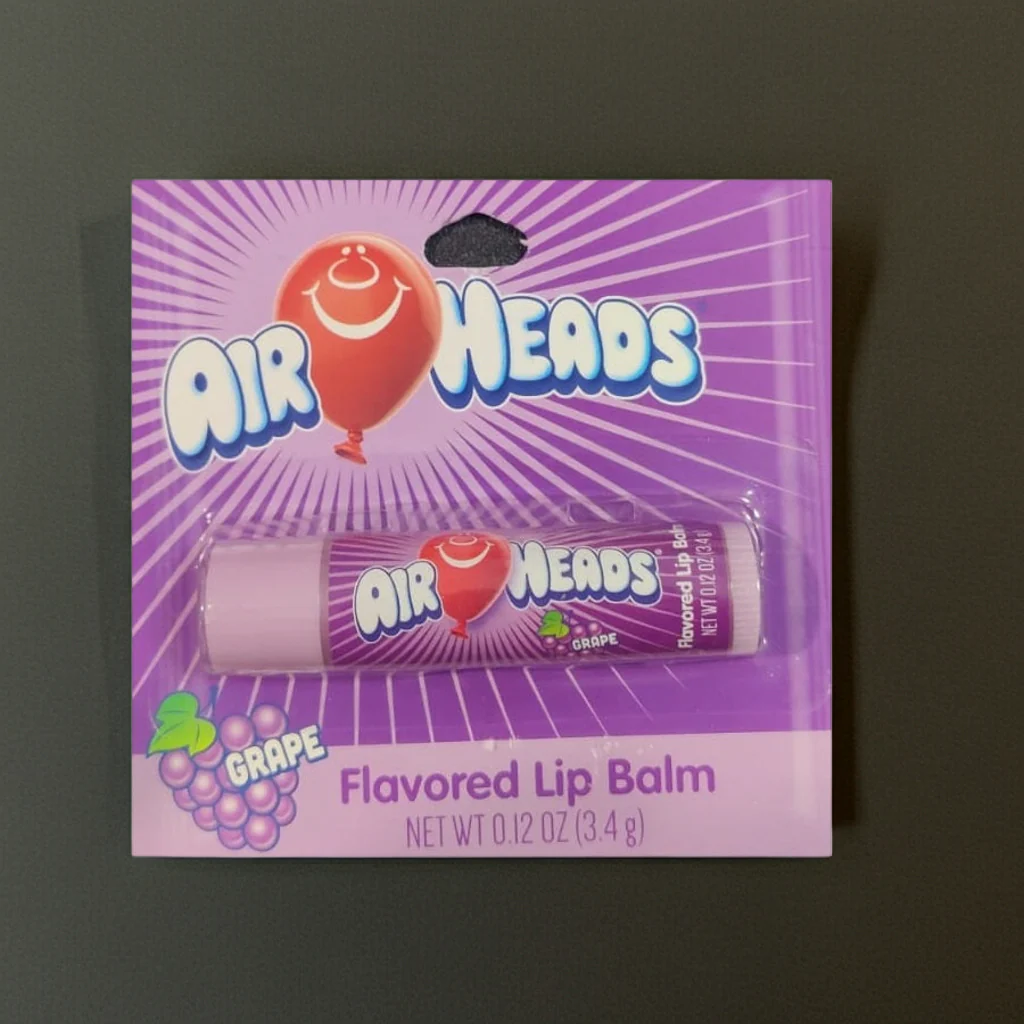 AIR HEADS
AIR HEADS
GRAPE
Flavored Lip Balm
NET WT 0.12 OZ (3.4 g)
GRAPE
Flavored Lip Balm
NET WT 0.12 OZ (3.4 g)